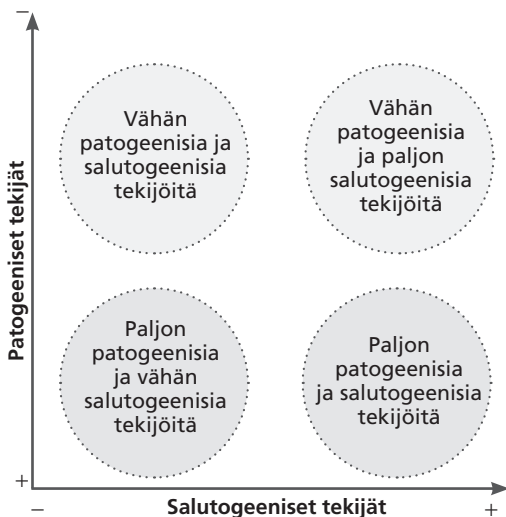 −
Patogeeniset tekijät
Vähän
patogeenisia ja
salutogeenisia
tekijöitä
Vähän
patogeenisia
ja paljon
salutogeenisia
tekijöitä
Paljon
patogeenisia
ja vähän
salutogeenisia
tekijöitä
Paljon
patogeenisia
ja salutogeenisia
tekijöitä
+
−
Salutogeeniset tekijät
+